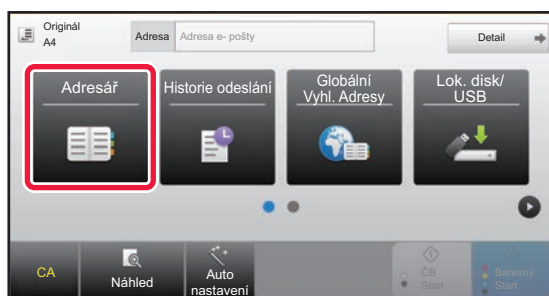 Originál
A4
Adresa
Adresa e- pošty
Detail
Adresář
Historie odeslání
Globální
Vyhl. Adresy
Lok. disk/
USB
CA
Náhled
Auto
nastavení
ČB
Start
Barevný
Start